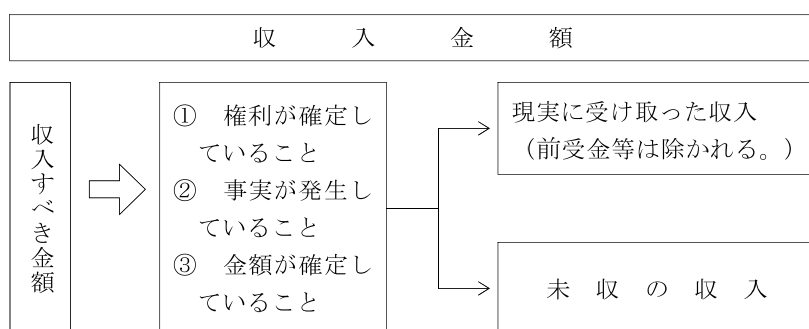 収入金額
収入すべき金額
① 権利が確定し
ていること
② 事実が発生し
ていること
③ 金額が確定し
ていること
現実に受け取った収入
（前受金等は除かれる。）
未収の収入